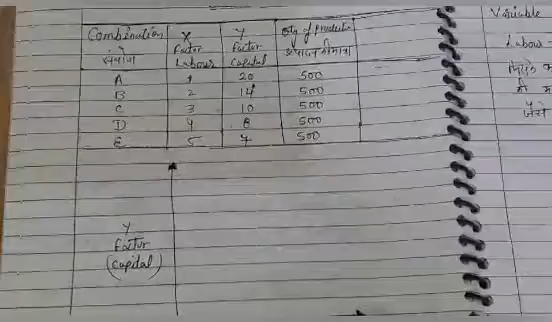 Combination X Y Qty of Production
संयोग Factor Factor उत्पादन की मात्रा
Labour Capital
A 1 20 500
B 2 14 500
C 3 10 500
D 4 8 500
E 5 7 500
Y
Factor
(Capital)
Variable
Labour -
जैसे